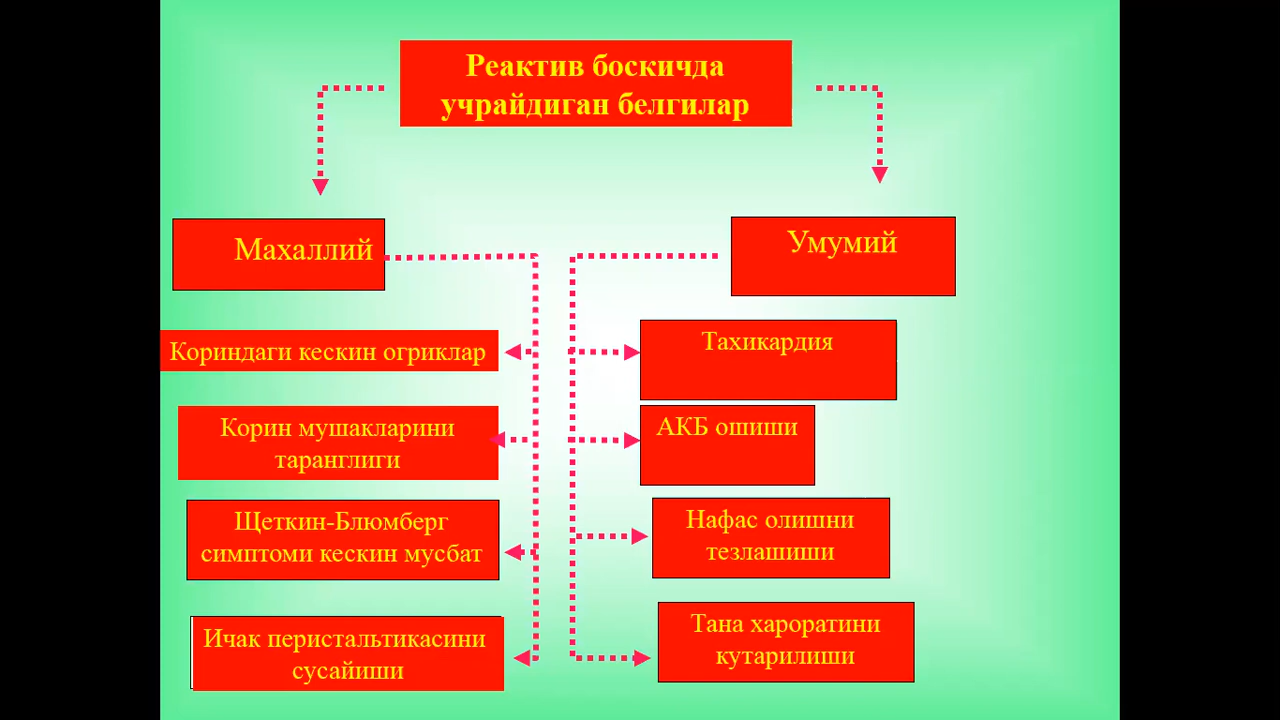 Реактив боскичда
учрайдиган белгилар
Махаллий
Умумий
Кориндаги кескин огриклар
Корин мушакларини
таранглиги
Щеткин-Блюмберг
симптоми кескин мусбат
Ичак перистальтикасини
сусайиши
Тахикардия
АКБ ошиши
Нафас олишни
тезлашиши
Тана хароратини
кутарилиши